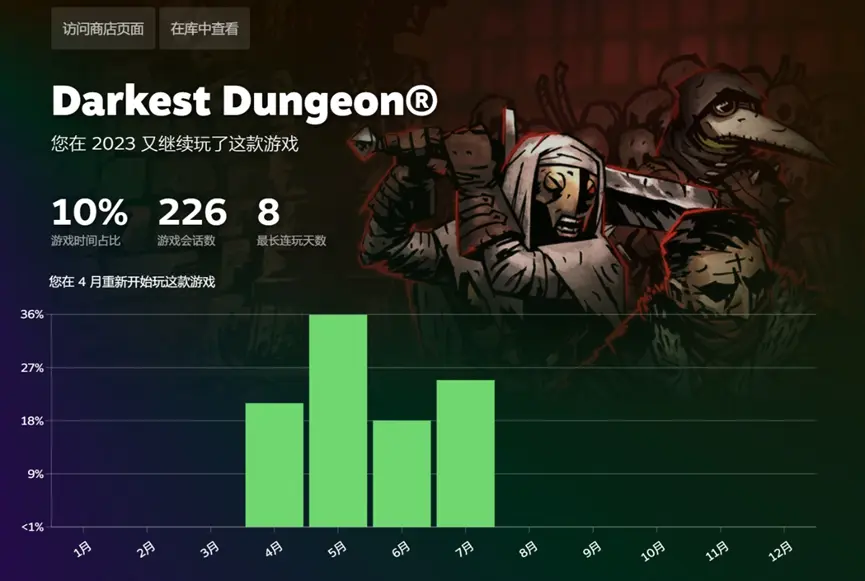 访问商店页面 在库中查看
Darkest Dungeon®
您在 2023 又继续玩了这款游戏
10% 226 8
游戏时间占比 游戏会话数 最长连玩天数
您在 4 月重新开始玩这款游戏
36%
27%
18%
9%
<1%
1月 2月 3月 4月 5月 6月 7月 8月 9月 10月 11月 12月